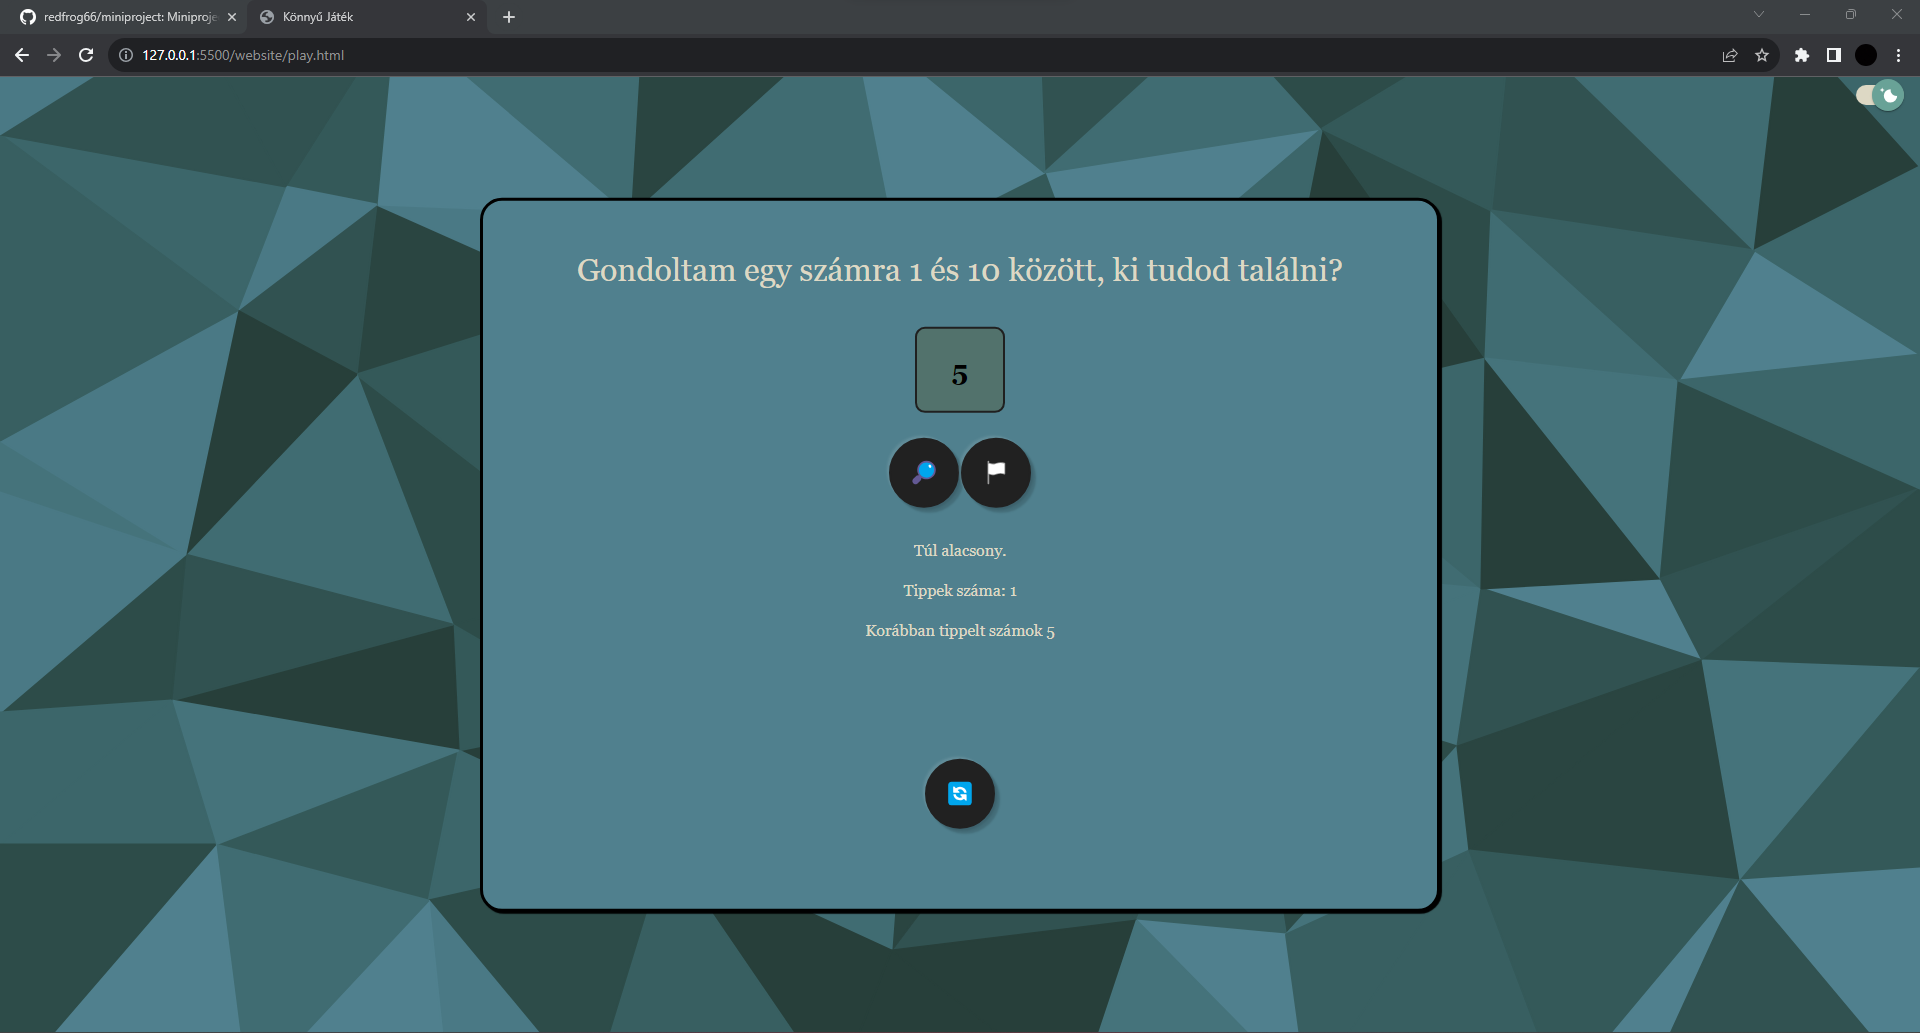 redfrog66/miniproject: Miniproje
Könnyű Játék
127.0.0.1:5500/website/play.html
Gondoltam egy számra 1 és 10 között, ki tudod találni?
5
Túl alacsony.
Tippek száma: 1
Korábban tippelt számok 5